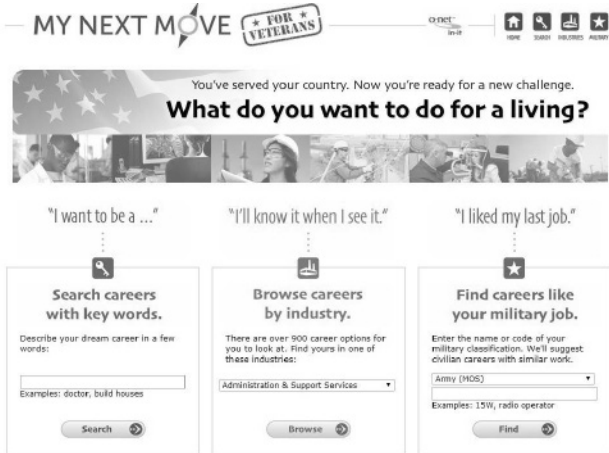 MY NEXT MOVE
★ FOR ★
VETERANS
o·net
in-it
HOME
SEARCH
INDUSTRIES
MILITARY
You've served your country. Now you're ready for a new challenge.
What do you want to do for a living?
"I want to be a ..."
Search careers
with key words.
Describe your dream career in a few
words:
Examples: doctor, build houses
Search
"I'll know it when I see it."
Browse careers
by industry.
There are over 900 career options for
you to look at. Find yours in one of
these industries:
Administration & Support Services
Browse
"I liked my last job."
Find careers like
your military job.
Enter the name or code of your
military classification. We'll suggest
civilian careers with similar work.
Army (MOS)
Examples: 15W, radio operator
Find